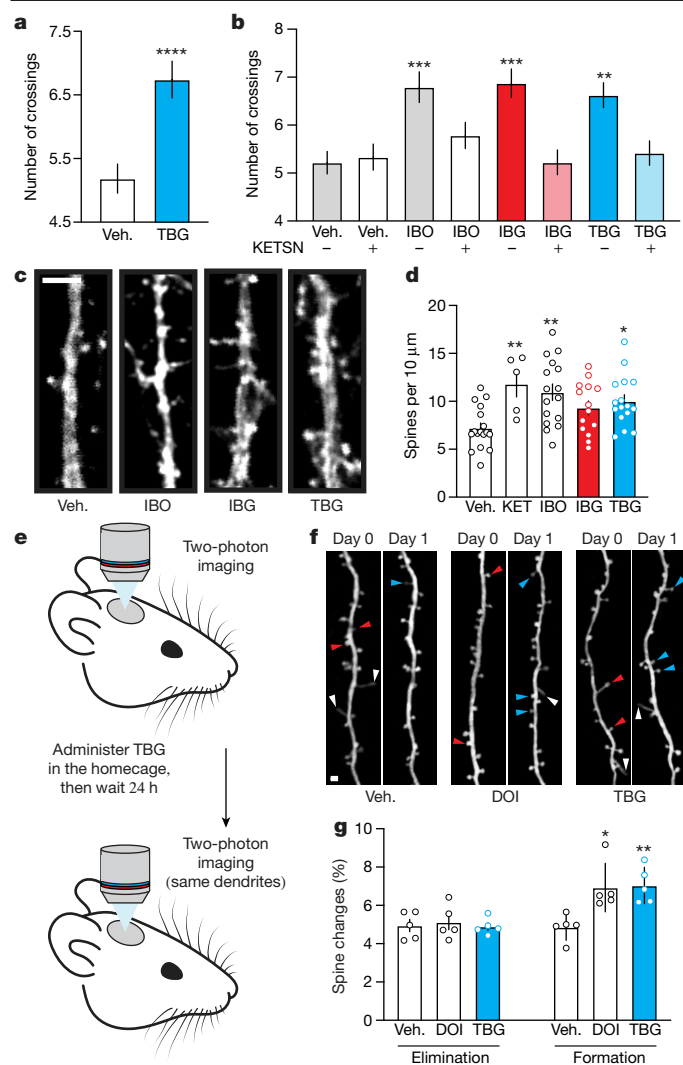 a
Number of crossings
7.5
6.5
5.5
4.5
****
Veh. TBG
b
Number of crossings
8
7
6
5
4
*** *** **
Veh. Veh. IBO IBO IBG IBG TBG TBG
KETSN − + − + − + − +
c
Veh. IBO IBG TBG
d
Spines per 10 μm
20
15
10
5
0
** ** *
Veh. KET IBO IBG TBG
e
Two-photon
imaging
Administer TBG
in the homecage,
then wait 24 h
Two-photon
imaging
(same dendrites)
f
Day 0 Day 1 Day 0 Day 1 Day 0 Day 1
Veh. DOI TBG
g
Spine changes (%)
10
8
6
4
2
0
* **
Veh. DOI TBG Veh. DOI TBG
Elimination Formation